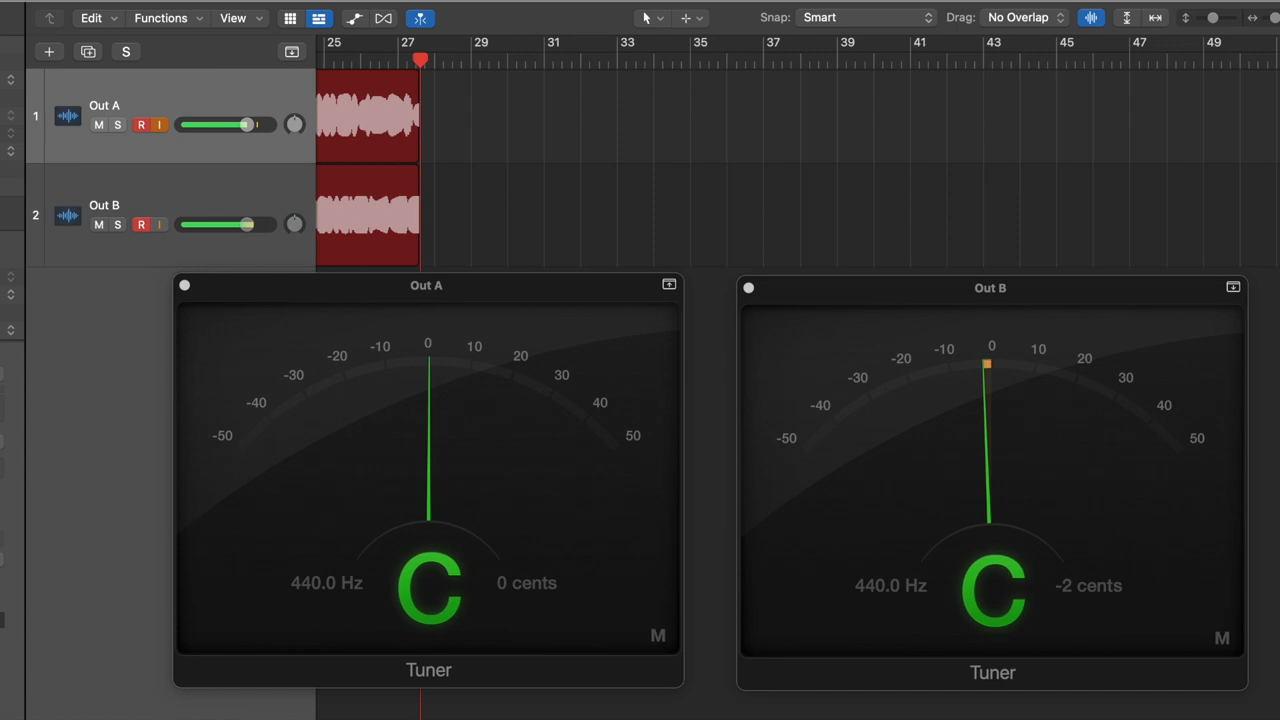 Edit Functions View Snap: Smart Drag: No Overlap
S 25 27 29 31 33 35 37 39 41 43 45 47 49
1 Out A
M S R I
2 Out B
M S R I
Out A
-50 -40 -30 -20 -10 0 10 20 30 40 50
440.0 Hz C 0 cents
M
Tuner
Out B
-50 -40 -30 -20 -10 0 10 20 30 40 50
440.0 Hz C -2 cents
M
Tuner